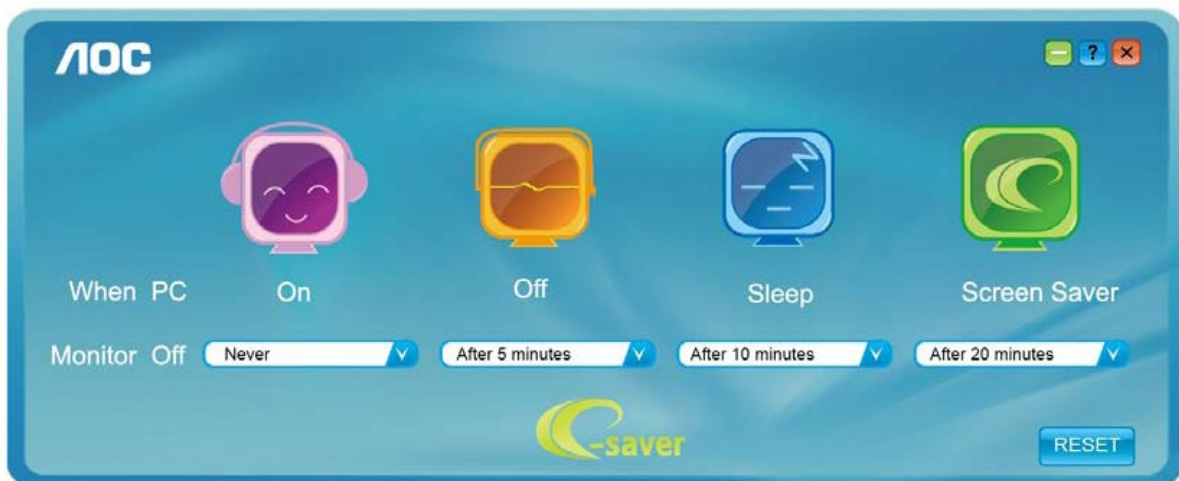 AOC
?
When PC On Off Sleep Screen Saver
Monitor Off Never After 5 minutes After 10 minutes After 20 minutes
e-saver
RESET